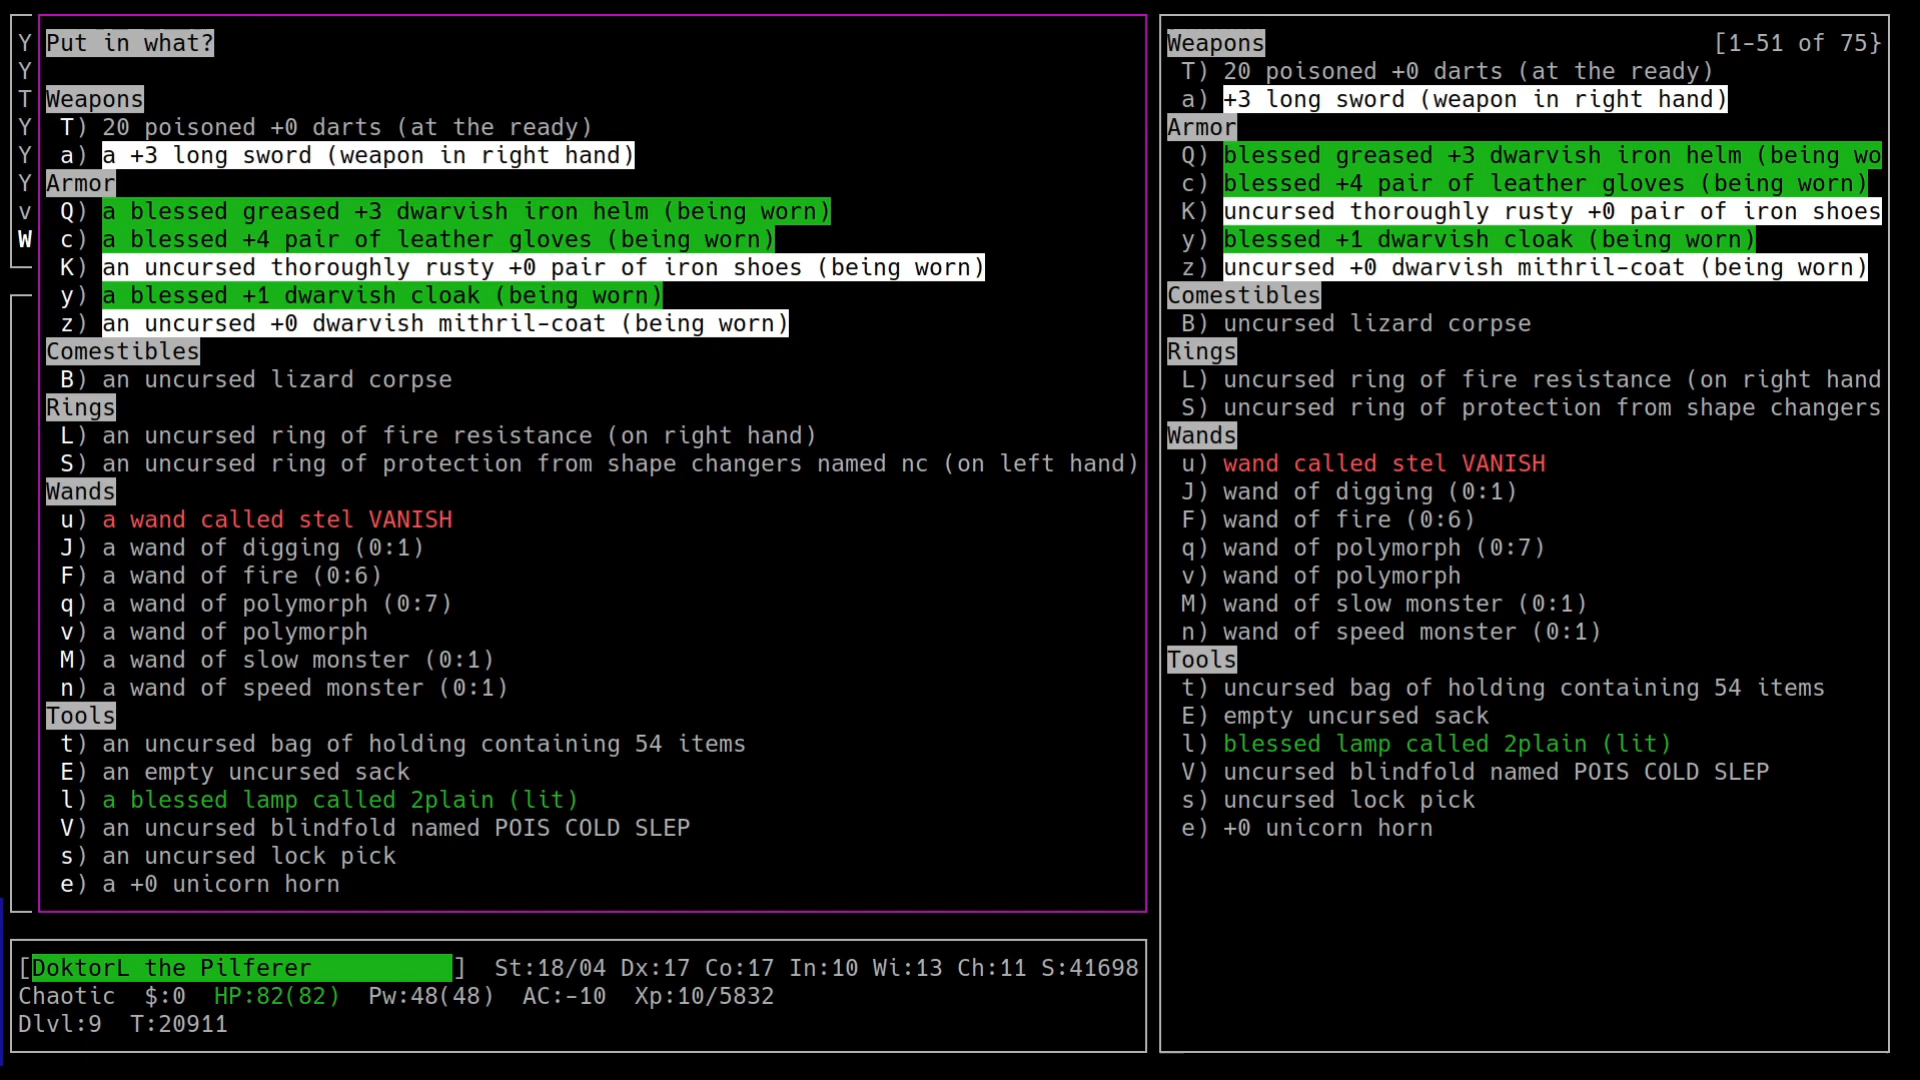 Y
Y
T
Y
Y
Y
v
W
Put in what?
Weapons
T) 20 poisoned +0 darts (at the ready)
a) a +3 long sword (weapon in right hand)
Armor
Q) a blessed greased +3 dwarvish iron helm (being worn)
c) a blessed +4 pair of leather gloves (being worn)
K) an uncursed thoroughly rusty +0 pair of iron shoes (being worn)
y) a blessed +1 dwarvish cloak (being worn)
z) an uncursed +0 dwarvish mithril-coat (being worn)
Comestibles
B) an uncursed lizard corpse
Rings
L) an uncursed ring of fire resistance (on right hand)
S) an uncursed ring of protection from shape changers named nc (on left hand)
Wands
u) a wand called stel VANISH
J) a wand of digging (0:1)
F) a wand of fire (0:6)
q) a wand of polymorph (0:7)
v) a wand of polymorph
M) a wand of slow monster (0:1)
n) a wand of speed monster (0:1)
Tools
t) an uncursed bag of holding containing 54 items
E) an empty uncursed sack
l) a blessed lamp called 2plain (lit)
V) an uncursed blindfold named POIS COLD SLEP
s) an uncursed lock pick
e) a +0 unicorn horn
Weapons [1-51 of 75}
T) 20 poisoned +0 darts (at the ready)
a) +3 long sword (weapon in right hand)
Armor
Q) blessed greased +3 dwarvish iron helm (being wo
c) blessed +4 pair of leather gloves (being worn)
K) uncursed thoroughly rusty +0 pair of iron shoes
y) blessed +1 dwarvish cloak (being worn)
z) uncursed +0 dwarvish mithril-coat (being worn)
Comestibles
B) uncursed lizard corpse
Rings
L) uncursed ring of fire resistance (on right hand
S) uncursed ring of protection from shape changers
Wands
u) wand called stel VANISH
J) wand of digging (0:1)
F) wand of fire (0:6)
q) wand of polymorph (0:7)
v) wand of polymorph
M) wand of slow monster (0:1)
n) wand of speed monster (0:1)
Tools
t) uncursed bag of holding containing 54 items
E) empty uncursed sack
l) blessed lamp called 2plain (lit)
V) uncursed blindfold named POIS COLD SLEP
s) uncursed lock pick
e) +0 unicorn horn
[DoktorL the Pilferer ] St:18/04 Dx:17 Co:17 In:10 Wi:13 Ch:11 S:41698
Chaotic $:0 HP:82(82) Pw:48(48) AC:-10 Xp:10/5832
Dlvl:9 T:20911